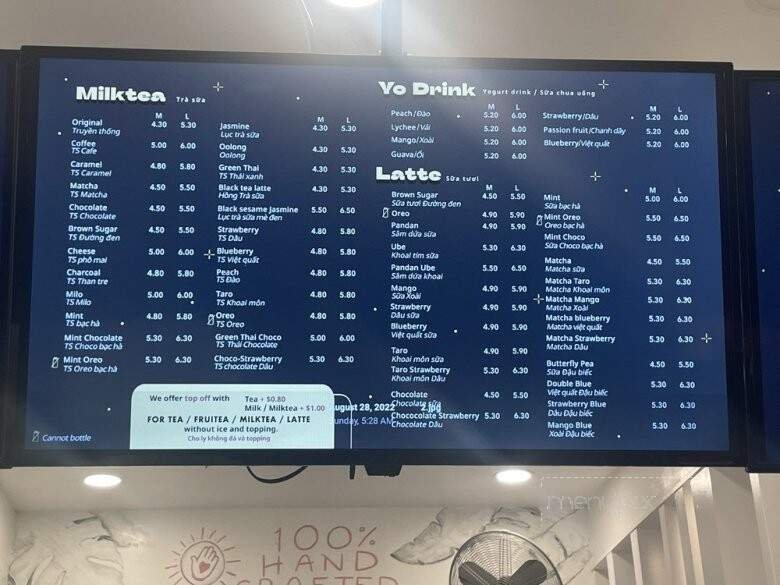 Milktea Trà sữa
M L
Original 4.30 5.30
Truyền thống
Coffee 5.00 6.00
TS Cafe
Caramel 4.80 5.80
TS Caramel
Matcha 4.50 5.50
TS Matcha
Chocolate 4.50 5.50
TS Chocolate
Brown Sugar 4.50 5.50
TS Đường đen
Cheese 5.00 6.00
TS phô mai
Charcoal 4.80 5.80
TS Than tre
Milo 5.00 6.00
TS Milo
Mint 4.80 5.80
TS bạc hà
Mint Chocolate 5.30 6.30
TS Choco bạc hà
Mint Oreo 5.30 6.30
TS Oreo bạc hà
M L
Jasmine 4.30 5.30
Lục trà sữa
Oolong 4.30 5.30
Oolong
Green Thai 4.30 5.30
TS Thái xanh
Black tea latte 4.30 5.30
Hồng Trà sữa
Black sesame Jasmine 5.50 6.50
Lục trà sữa mè đen
Strawberry 4.80 5.80
TS Dâu
Blueberry 4.80 5.80
TS Việt quất
Peach 4.80 5.80
TS Đào
Taro 4.80 5.80
TS Khoai môn
Oreo 4.80 5.80
TS Oreo
Green Thai Choco 5.00 6.00
TS Thái Chocolate
Choco-Strawberry 5.30 6.30
TS chocolate Dâu
We offer top off with Tea + $0.80
Milk / Milktea + $1.00
FOR TEA / FRUITEA / MILKTEA / LATTE
without ice and topping.
Cho ly không đá và topping
Cannot bottle
Yo Drink Yogurt drink / Sữa chua uống
M L
Peach/Đào 5.20 6.00
Lychee/Vải 5.20 6.00
Mango/Xoài 5.20 6.00
Guava/Ổi 5.20 6.00
M L
Strawberry/Dâu 5.20 6.00
Passion fruit/Chanh dây 5.20 6.00
Blueberry/Việt quất 5.20 6.00
Latte Sữa tươi
M L
Brown Sugar 4.50 5.50
Sữa tươi Đường đen
Oreo 4.90 5.90
Pandan 4.90 5.90
Sâm dứa sữa
Ube 5.30 6.30
Khoai tím sữa
Pandan Ube 5.50 6.50
Sâm dứa khoai
Mango 4.90 5.90
Sữa Xoài
Strawberry 4.90 5.90
Dâu sữa
Blueberry 4.90 5.90
Việt quất sữa
Taro 4.90 5.90
Khoai môn sữa
Taro Strawberry 5.30 6.30
Khoai môn Dâu
Chocolate 4.50 5.50
Chocolate sữa
Chococolate Strawberry 5.30 6.30
Chocolate Dâu
M L
Mint 5.00 6.00
Sữa bạc hà
Mint Oreo 5.50 6.50
Oreo bạc hà
Mint Choco 5.50 6.50
Sữa Choco bạc hà
Matcha 4.50 5.50
Matcha sữa
Matcha Taro 5.30 6.30
Matcha Khoai môn
Matcha Mango 5.30 6.30
Matcha Xoài
Matcha blueberry 5.30 6.30
Matcha việt quất
Matcha Strawberry 5.30 6.30
Matcha Dâu
Butterfly Pea 4.50 5.50
Sữa Đậu biếc
Double Blue 5.30 6.30
Việt quất Đậu biếc
Strawberry Blue 5.30 6.30
Dâu Đậu biếc
Mango Blue 5.30 6.30
Xoài Đậu biếc
ugust 28, 2022 2.jpg
unday, 5:28 AM
100%
HAND
CRAFTED